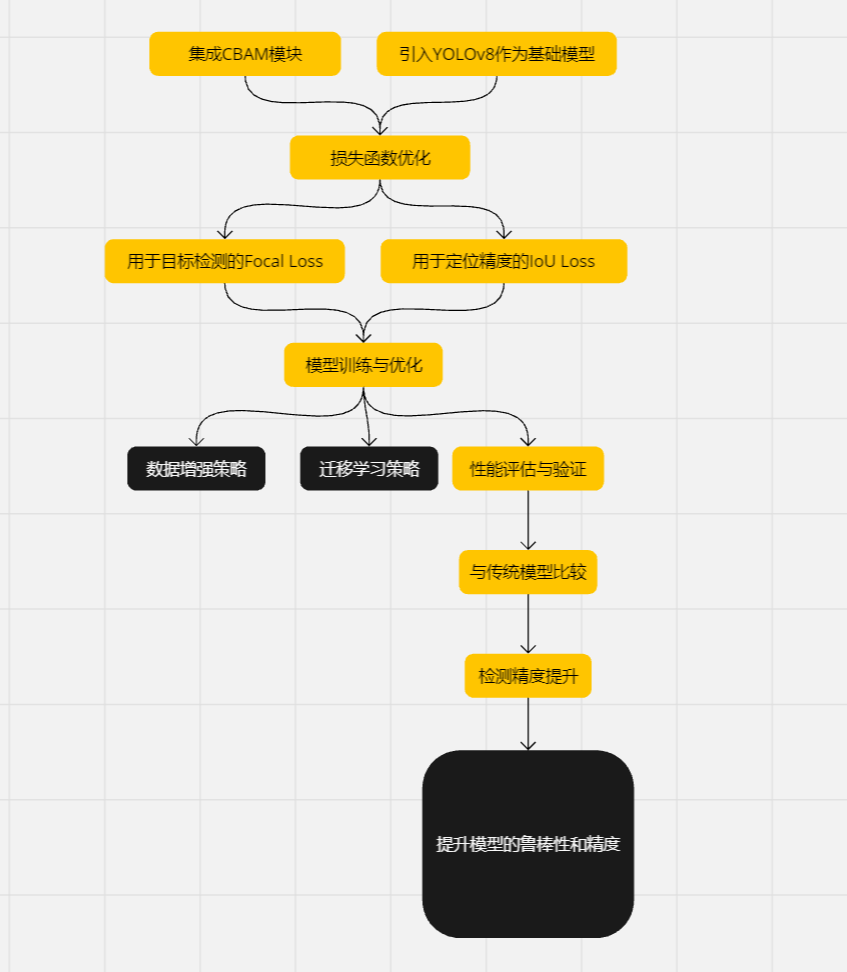 集成CBAM模块
引入YOLOv8作为基础模型
损失函数优化
用于目标检测的Focal Loss
用于定位精度的IoU Loss
模型训练与优化
数据增强策略
迁移学习策略
性能评估与验证
与传统模型比较
检测精度提升
提升模型的鲁棒性和精度